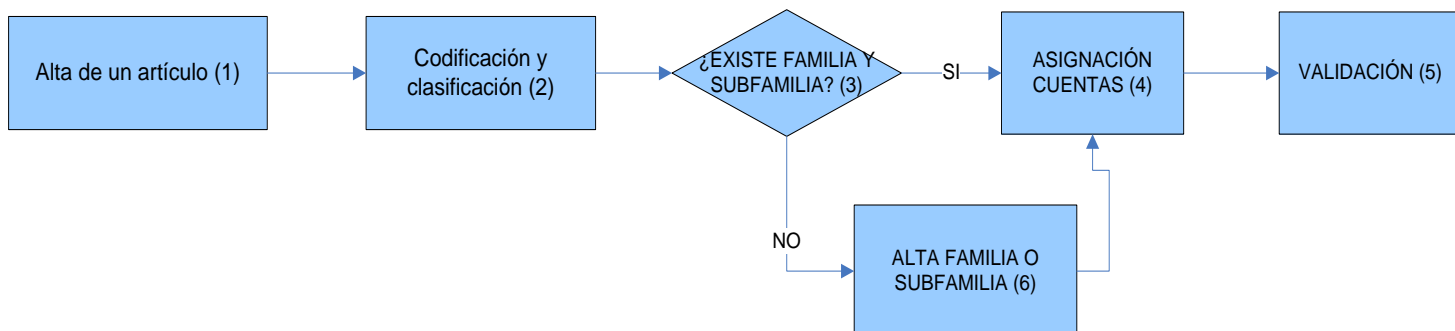 Alta de un artículo (1)
Codificación y
clasificación (2)
¿EXISTE FAMILIA Y
SUBFAMILIA? (3)
SI
ASIGNACIÓN
CUENTAS (4)
VALIDACIÓN (5)
NO
ALTA FAMILIA O
SUBFAMILIA (6)